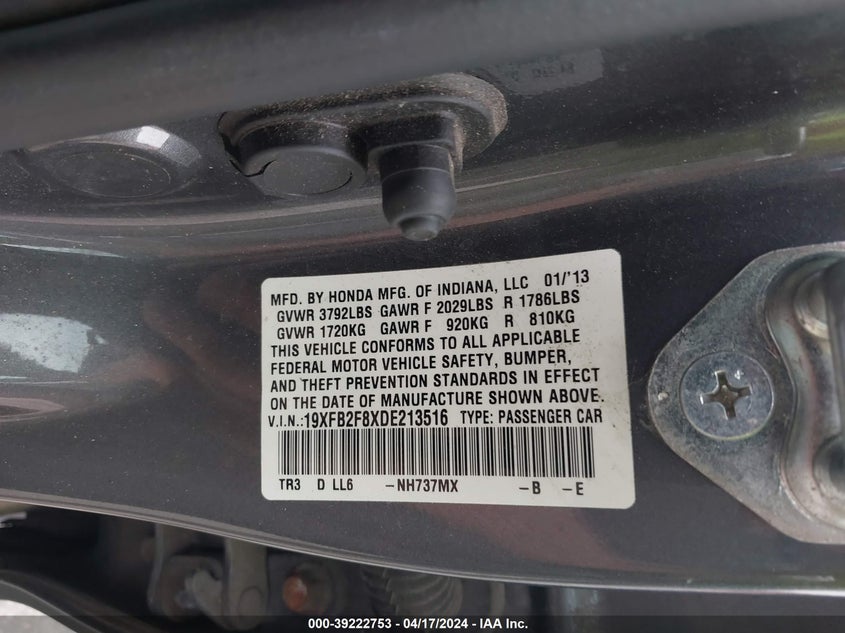 MFD. BY HONDA MFG. OF INDIANA, LLC 01/'13
GVWR 3792LBS GAWR F 2029LBS R 1786LBS
GVWR 1720KG GAWR F 920KG R 810KG
THIS VEHICLE CONFORMS TO ALL APPLICABLE
FEDERAL MOTOR VEHICLE SAFETY, BUMPER,
AND THEFT PREVENTION STANDARDS IN EFFECT
ON THE DATE OF MANUFACTURE SHOWN ABOVE.
V.I.N.:19XFB2F8XDE213516 TYPE: PASSENGER CAR
TR3 D LL6 -NH737MX -B -E
000-39222753 - 04/17/2024 - IAAI, INC.